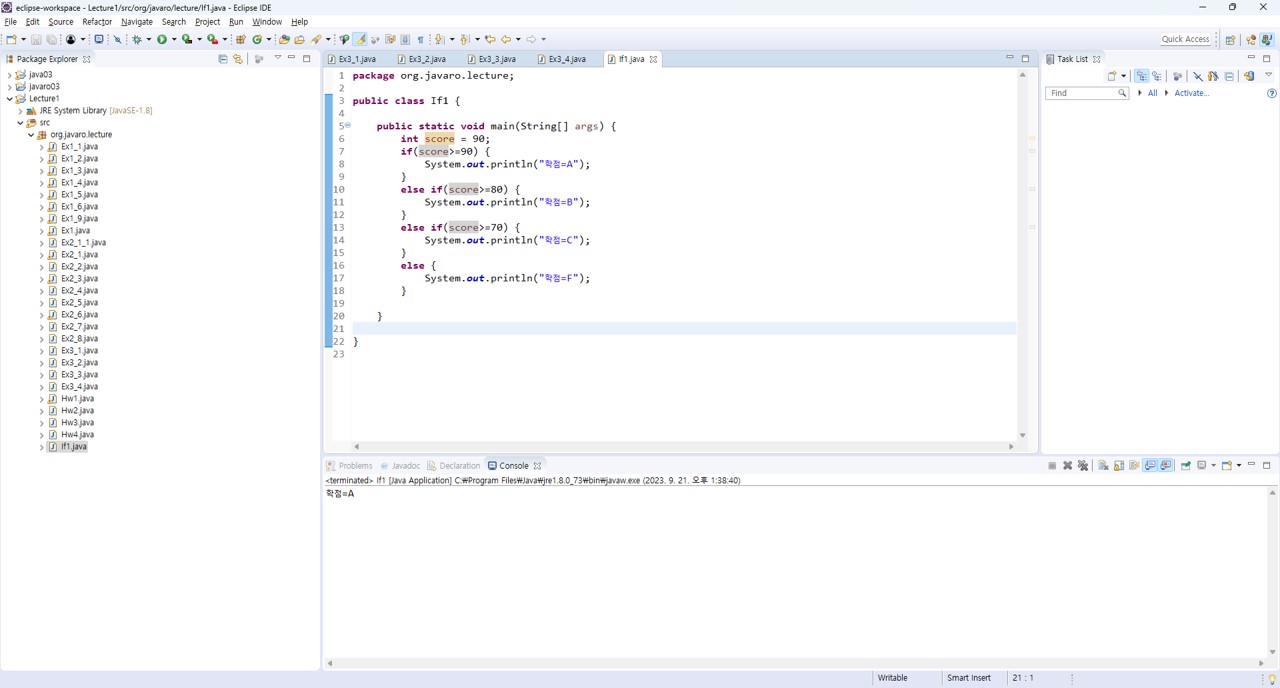 eclipse-workspace - Lecture1/src/org/javaro/lecture/If1.java - Eclipse IDE
File Edit Source Refactor Navigate Search Project Run Window Help
Quick Access
Package Explorer
java03
javaro03
Lecture1
JRE System Library [JavaSE-1.8]
src
org.javaro.lecture
Ex1_1.java
Ex1_2.java
Ex1_3.java
Ex1_4.java
Ex1_5.java
Ex1_6.java
Ex1_9.java
Ex1.java
Ex2_1_1.java
Ex2_1.java
Ex2_2.java
Ex2_3.java
Ex2_4.java
Ex2_5.java
Ex2_6.java
Ex2_7.java
Ex2_8.java
Ex3_1.java
Ex3_2.java
Ex3_3.java
Ex3_4.java
Hw1.java
Hw2.java
Hw3.java
Hw4.java
If1.java
Ex3_1.java Ex3_2.java Ex3_3.java Ex3_4.java If1.java
1 package org.javaro.lecture;
2
3 public class If1 {
4
5 public static void main(String[] args) {
6 int score = 90;
7 if(score>=90) {
8 System.out.println("학점=A");
9 }
10 else if(score>=80) {
11 System.out.println("학점=B");
12 }
13 else if(score>=70) {
14 System.out.println("학점=C");
15 }
16 else {
17 System.out.println("학점=F");
18 }
19
20 }
21
22 }
23
Task List
Find All Activate...
Problems Javadoc Declaration Console
<terminated> If1 [Java Application] C:₩Program Files₩Java₩jre1.8.0_73₩bin₩javaw.exe (2023. 9. 21. 오후 1:38:40)
학점=A
Writable Smart Insert 21 : 1